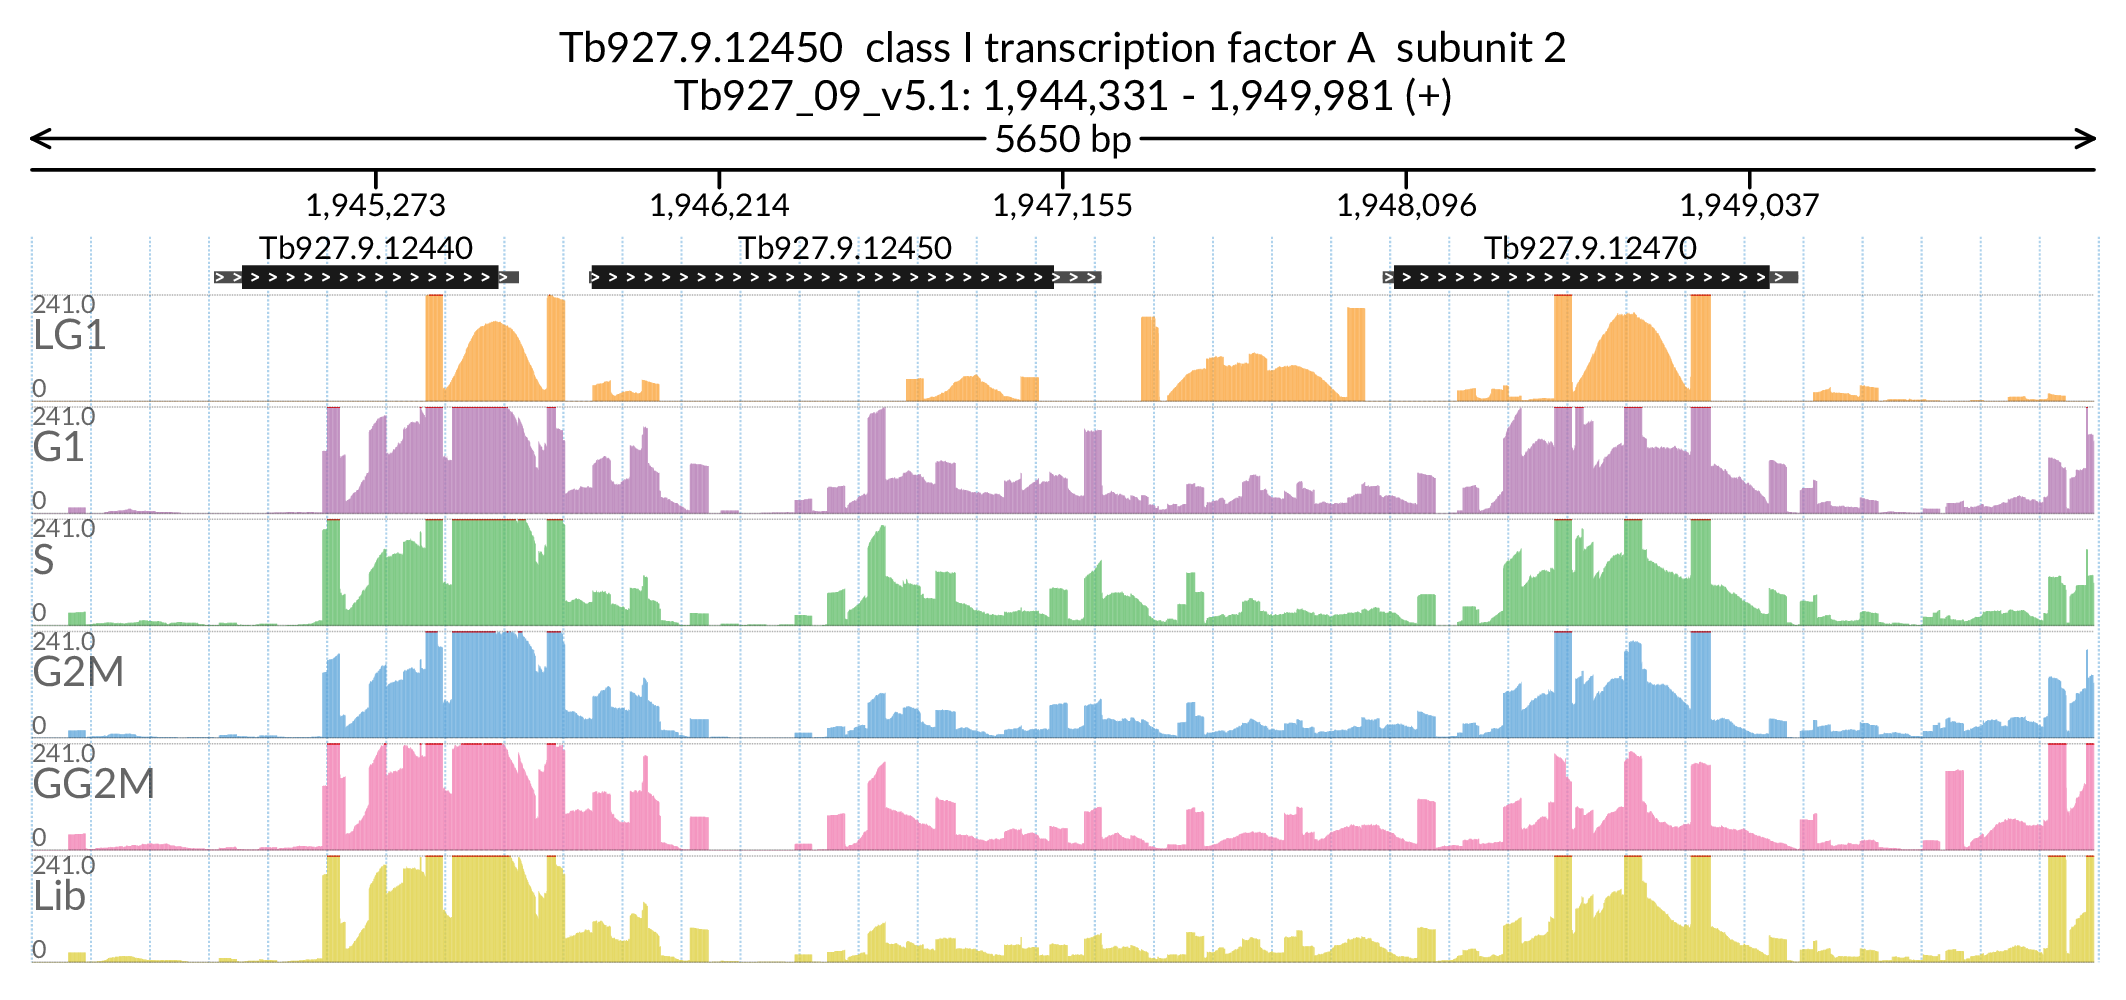 Tb927.9.12450  class I transcription factor A  subunit 2
Tb927_09_v5.1: 1,944,331 - 1,949,981 (+)
5650 bp
1,945,273 1,946,214 1,947,155 1,948,096 1,949,037
Tb927.9.12440 Tb927.9.12450 Tb927.9.12470
241.0
LG1
0
241.0
G1
0
241.0
S
0
241.0
G2M
0
241.0
GG2M
0
241.0
Lib
0